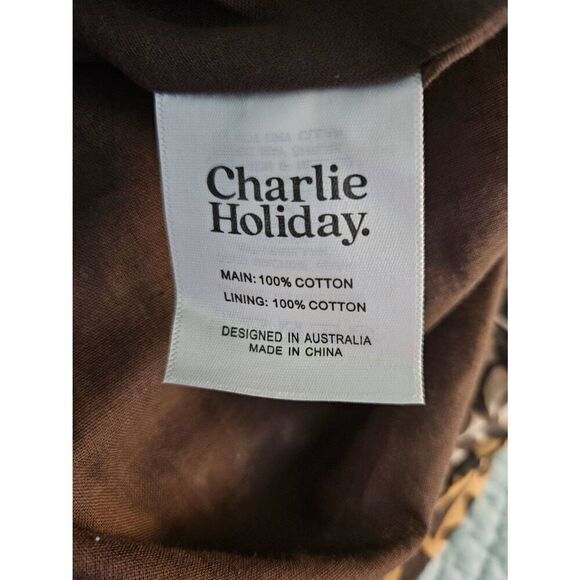 Charlie
Holiday.
MAIN: 100% COTTON
LINING: 100% COTTON
DESIGNED IN AUSTRALIA
MADE IN CHINA